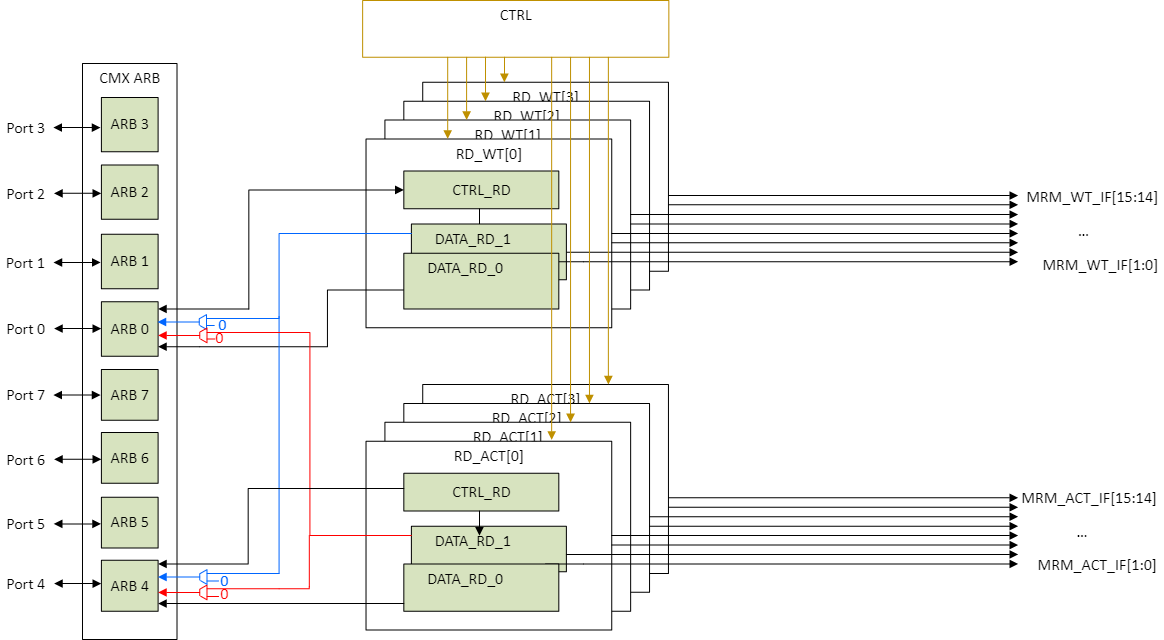 CTRL
CMX ARB
Port 3
ARB 3
Port 2
ARB 2
Port 1
ARB 1
Port 0
ARB 0
0
0
Port 7
ARB 7
Port 6
ARB 6
Port 5
ARB 5
Port 4
ARB 4
0
0
RD_WT[3]
RD_WT[2]
RD_WT[1]
RD_WT[0]
CTRL_RD
DATA_RD_1
DATA_RD_0
MRM_WT_IF[15:14]
...
MRM_WT_IF[1:0]
RD_ACT[3]
RD_ACT[2]
RD_ACT[1]
RD_ACT[0]
CTRL_RD
DATA_RD_1
DATA_RD_0
MRM_ACT_IF[15:14]
...
MRM_ACT_IF[1:0]